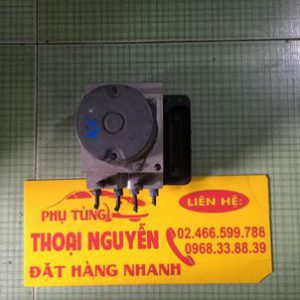 PHỤ TÙNG
THOẠI NGUYỄN
ĐẶT HÀNG NHANH
LIÊN HỆ:
02.466.599.788
0968.33.88.39